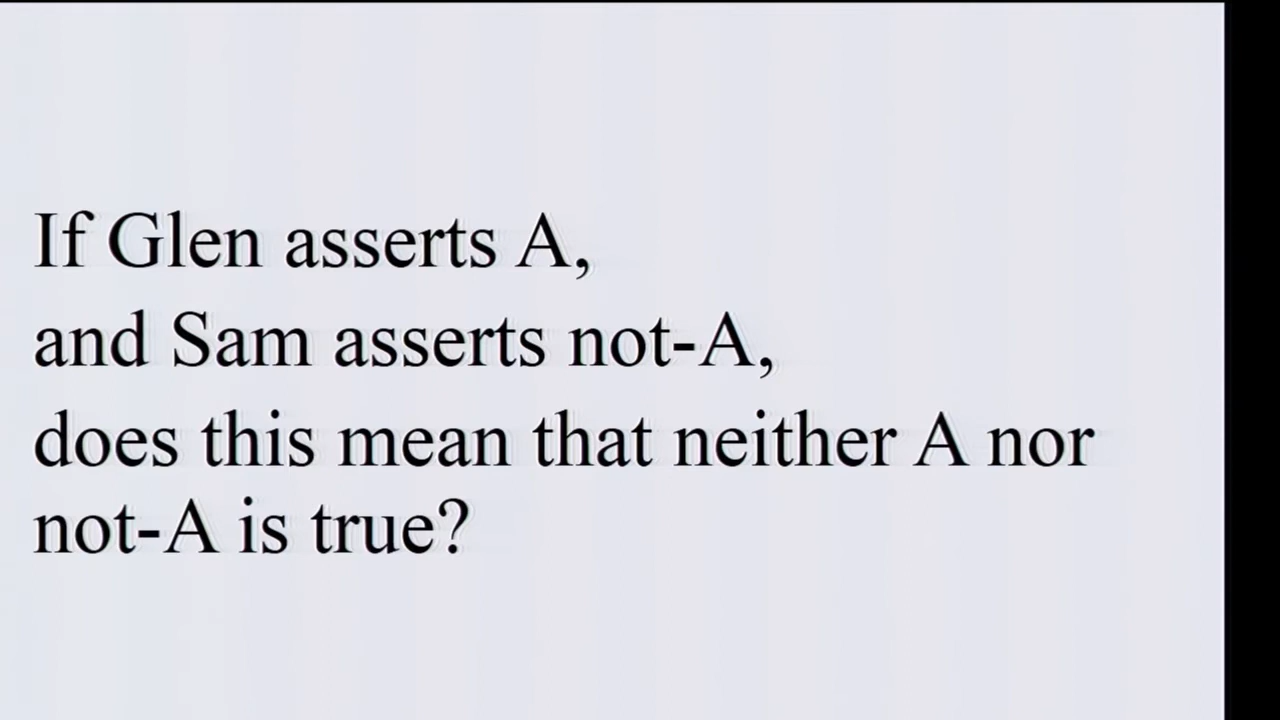 If Glen asserts A,
and Sam asserts not-A,
does this mean that neither A nor
not-A is true?